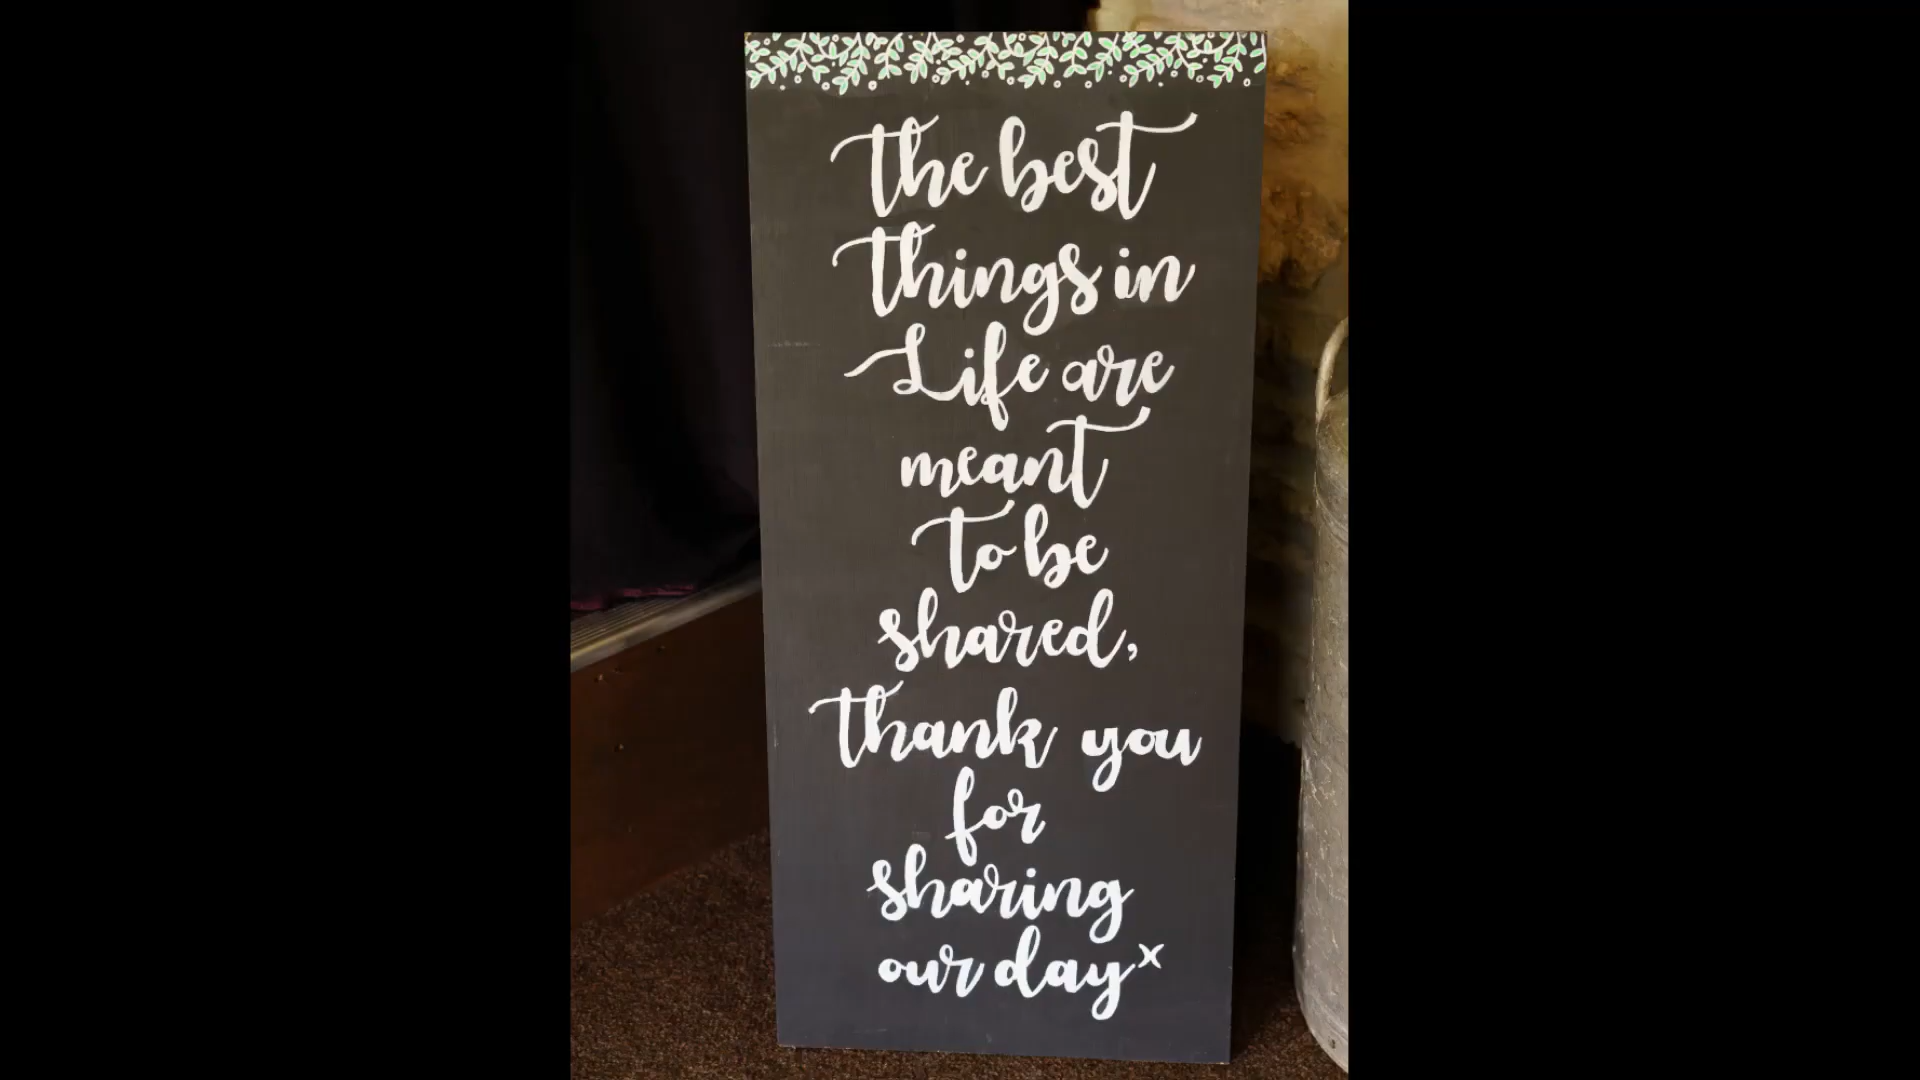 the best
things in
Life are
meant
to be
shared,
thank you
for
sharing
our day x